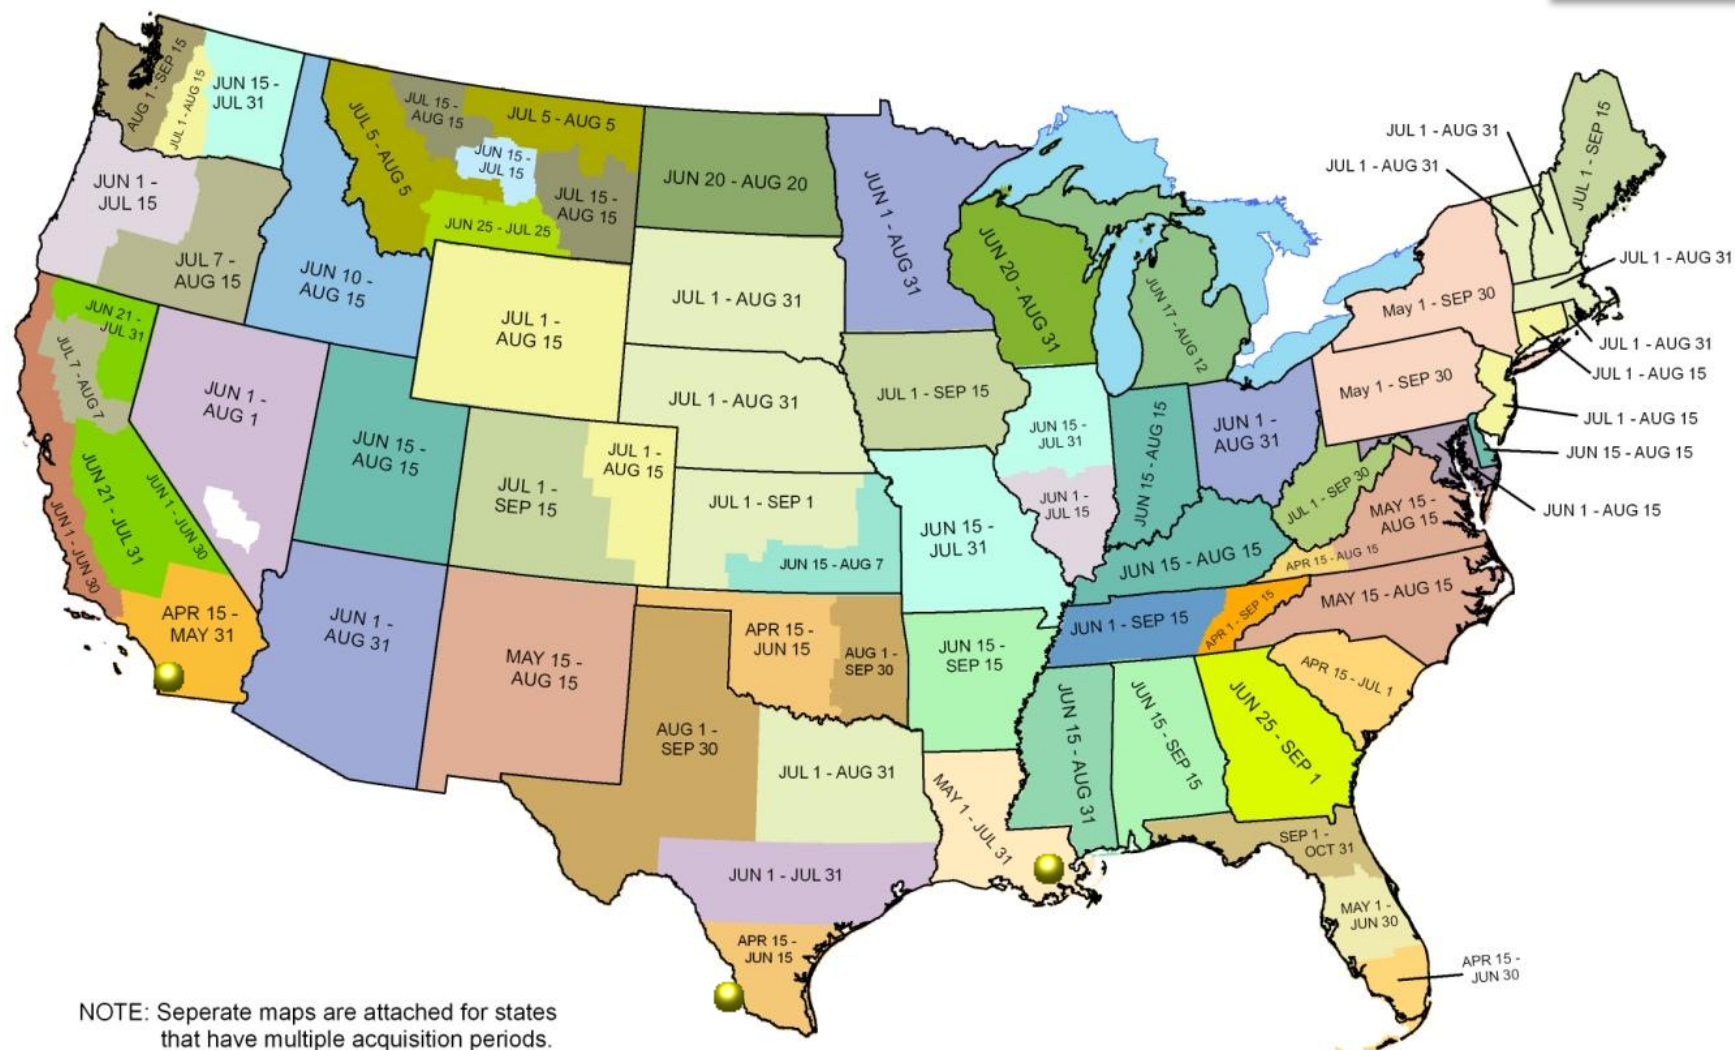 AUG 1 - SEP 15
JUL 1 - AUG 15
JUN 15 -
JUL 31
JUL 5 - AUG 5
JUL 15 -
AUG 15
JUL 5 - AUG 5
JUN 15 -
JUL 15
JUL 15 -
AUG 15
JUN 25 - JUL 25
JUN 20 - AUG 20
JUN 1 - AUG 31
JUN 20 - AUG 31
JUN 17 - AUG 12
JUL 1 - AUG 31
JUL 1 - AUG 31
JUL 1 - SEP 15
JUN 1 -
JUL 15
JUL 7 -
AUG 15
JUN 10 -
AUG 15
JUL 1 -
AUG 15
JUL 1 - AUG 31
JUL 1 - AUG 31
May 1 - SEP 30
JUL 1 - AUG 31
JUL 1 - AUG 15
JUN 21 -
JUL 31
JUL 7 - AUG 7
JUN 1 -
AUG 1
JUN 15 -
AUG 15
JUL 1 - AUG 31
JUL 1 - SEP 15
May 1 - SEP 30
JUL 1 - AUG 15
JUN 15 - AUG 15
JUN 1 - AUG 15
JUN 21 - JUL 31
JUN 1 - JUN 30
JUN 1 - JUN 30
JUL 1 -
SEP 15
JUL 1 -
AUG 15
JUL 1 - SEP 1
JUN 15 - AUG 7
JUN 15 -
JUL 31
JUN 15 -
JUL 31
JUN 1 -
JUL 15
JUN 15 - AUG 15
JUN 1 -
AUG 31
JUL 1 - SEP 30
MAY 15 -
AUG 15
APR 15 - AUG 15
JUN 15 - AUG 15
APR 15 -
MAY 31
JUN 1 -
AUG 31
MAY 15 -
AUG 15
APR 15 -
JUN 15
AUG 1 -
SEP 30
JUN 15 -
SEP 15
JUN 1 - SEP 15
APR 1 - SEP 15
MAY 15 - AUG 15
APR 15 - JUL 1
AUG 1 -
SEP 30
JUL 1 - AUG 31
MAY 1 - JUL 31
JUN 15 - AUG 31
JUN 15 - SEP 15
JUN 25 - SEP 1
JUN 1 - JUL 31
APR 15 -
JUN 15
SEP 1 -
OCT 31
MAY 1 -
JUN 30
APR 15 -
JUN 30
NOTE: Seperate maps are attached for states
that have multiple acquisition periods.